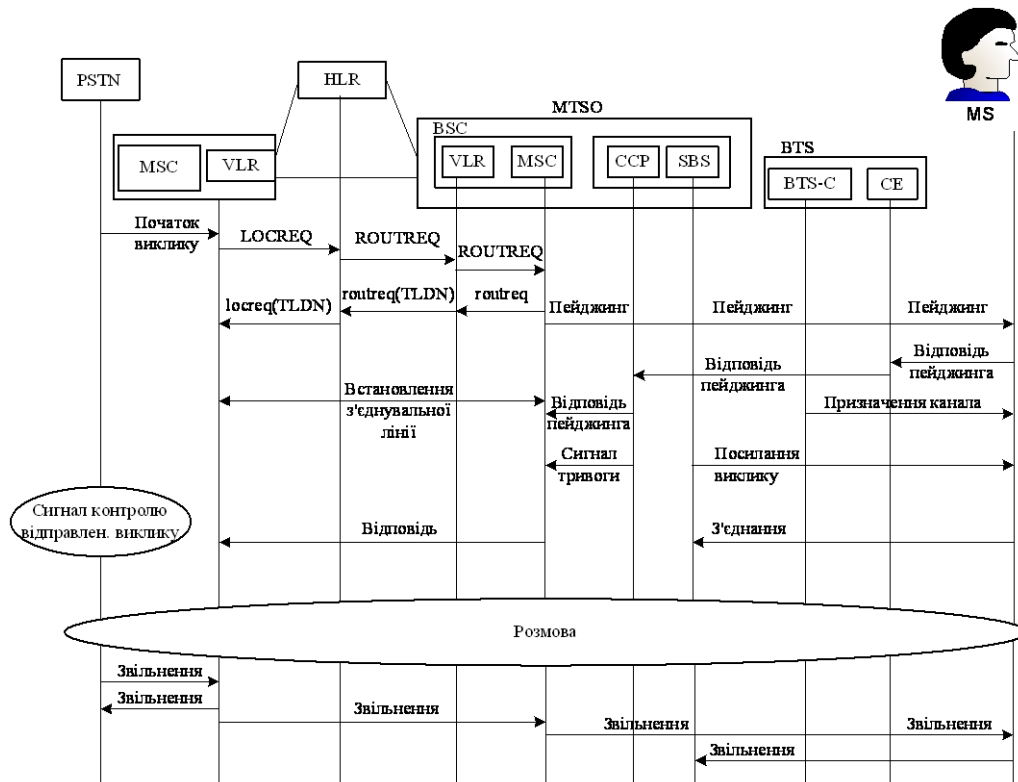 PSTN
HLR
MTSO
MS
BSC
MSC
VLR
VLR
MSC
CCP
SBS
BTS
BTS-C
CE
Початок
виклику
LOCREQ
ROUTREQ
ROUTREQ
locreq(TLDN)
routreq(TLDN)
routreq
Пейджинг
Пейджинг
Пейджинг
Відповідь
пейджинга
Відповідь
пейджинга
Встановлення
з'єднувальної
лінії
Відповідь
пейджинга
Призначення канала
Сигнал
тривоги
Посилання
виклику
Сигнал контролю
відправлен. виклику
Відповідь
З'єднання
Розмова
Звільнення
Звільнення
Звільнення
Звільнення
Звільнення
Звільнення